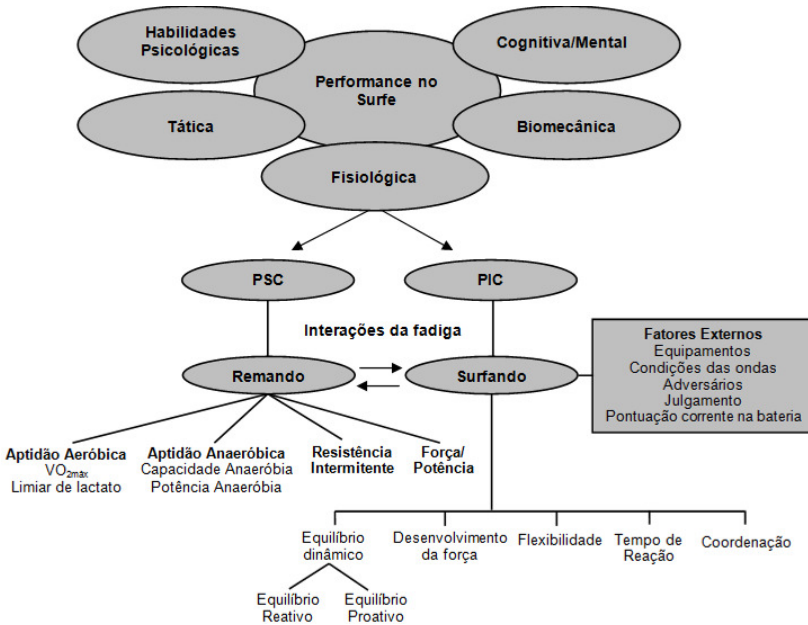 Habilidades
Psicológicas
Cognitiva/Mental
Performance no
Surfe
Tática
Biomecânica
Fisiológica
PSC
PIC
Interações da fadiga
Remando
Surfando
Fatores Externos
Equipamentos
Condições das ondas
Adversários
Julgamento
Pontuação corrente na bateria
Aptidão Aeróbica
VO2máx
Limiar de lactato
Aptidão Anaeróbica
Capacidade Anaeróbia
Potência Anaeróbia
Resistência
Intermitente
Força/
Potência
Equilíbrio
dinâmico
Desenvolvimento
da força
Flexibilidade
Tempo de
Reação
Coordenação
Equilíbrio
Reativo
Equilíbrio
Proativo